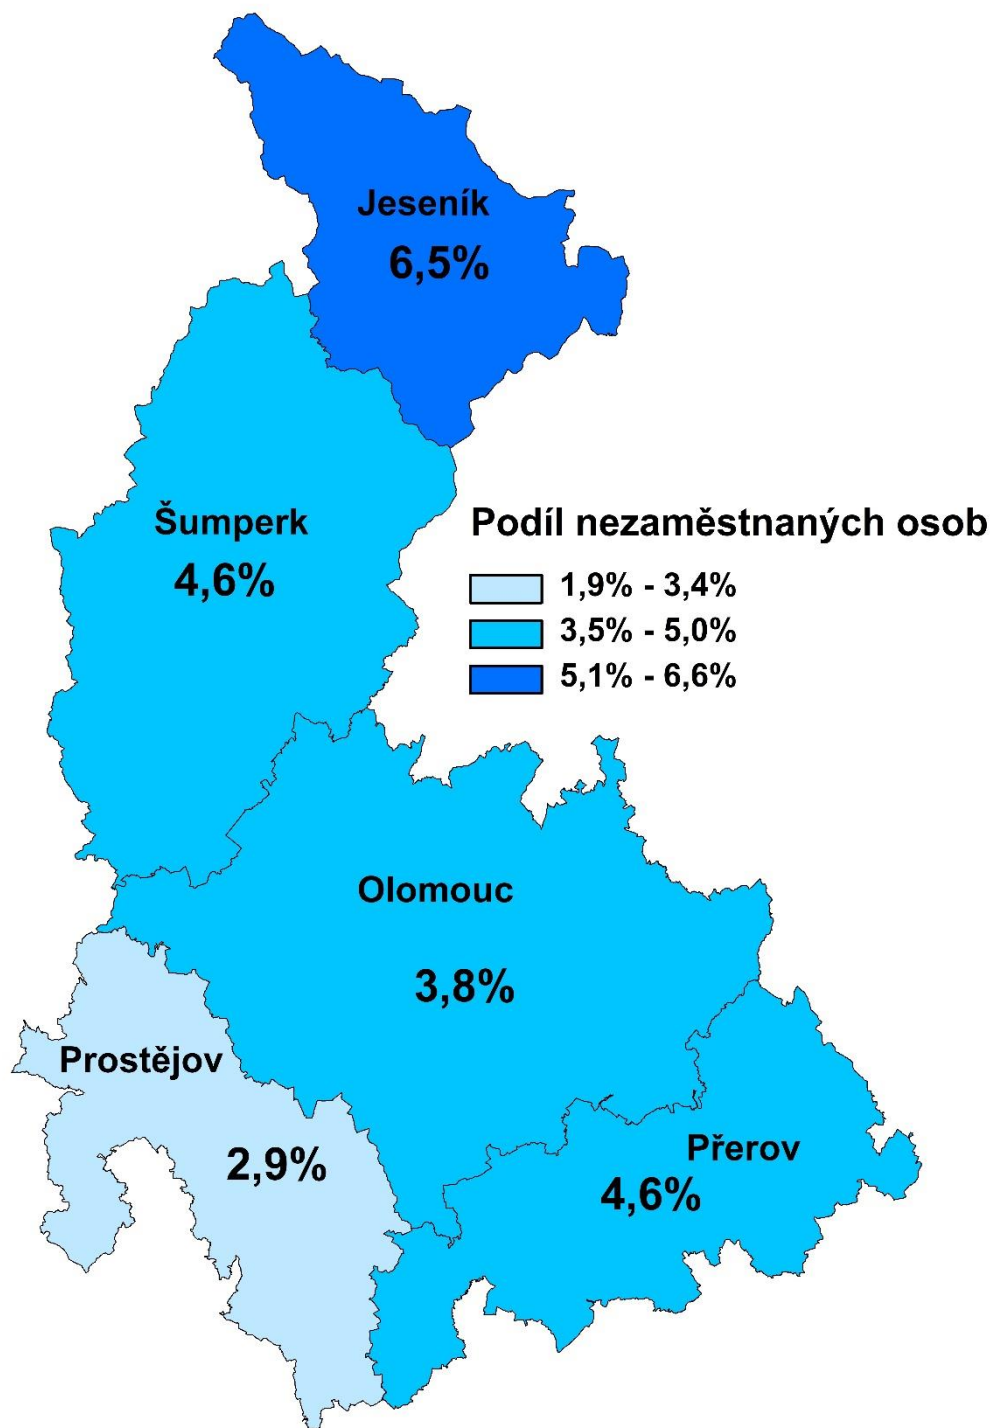 Jeseník
6,5%
Šumperk
4,6%
Podíl nezaměstnaných osob
1,9% - 3,4%
3,5% - 5,0%
5,1% - 6,6%
Olomouc
3,8%
Prostějov
2,9%
Přerov
4,6%